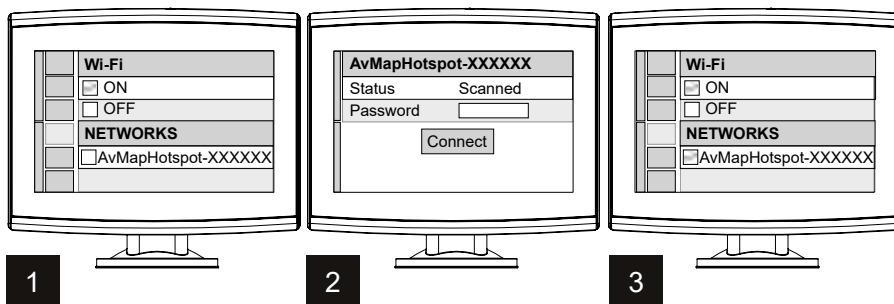 Wi-Fi
ON
OFF
NETWORKS
AvMapHotspot-XXXXXX
1
AvMapHotspot-XXXXXX
Status Scanned
Password
Connect
2
Wi-Fi
ON
OFF
NETWORKS
AvMapHotspot-XXXXXX
3